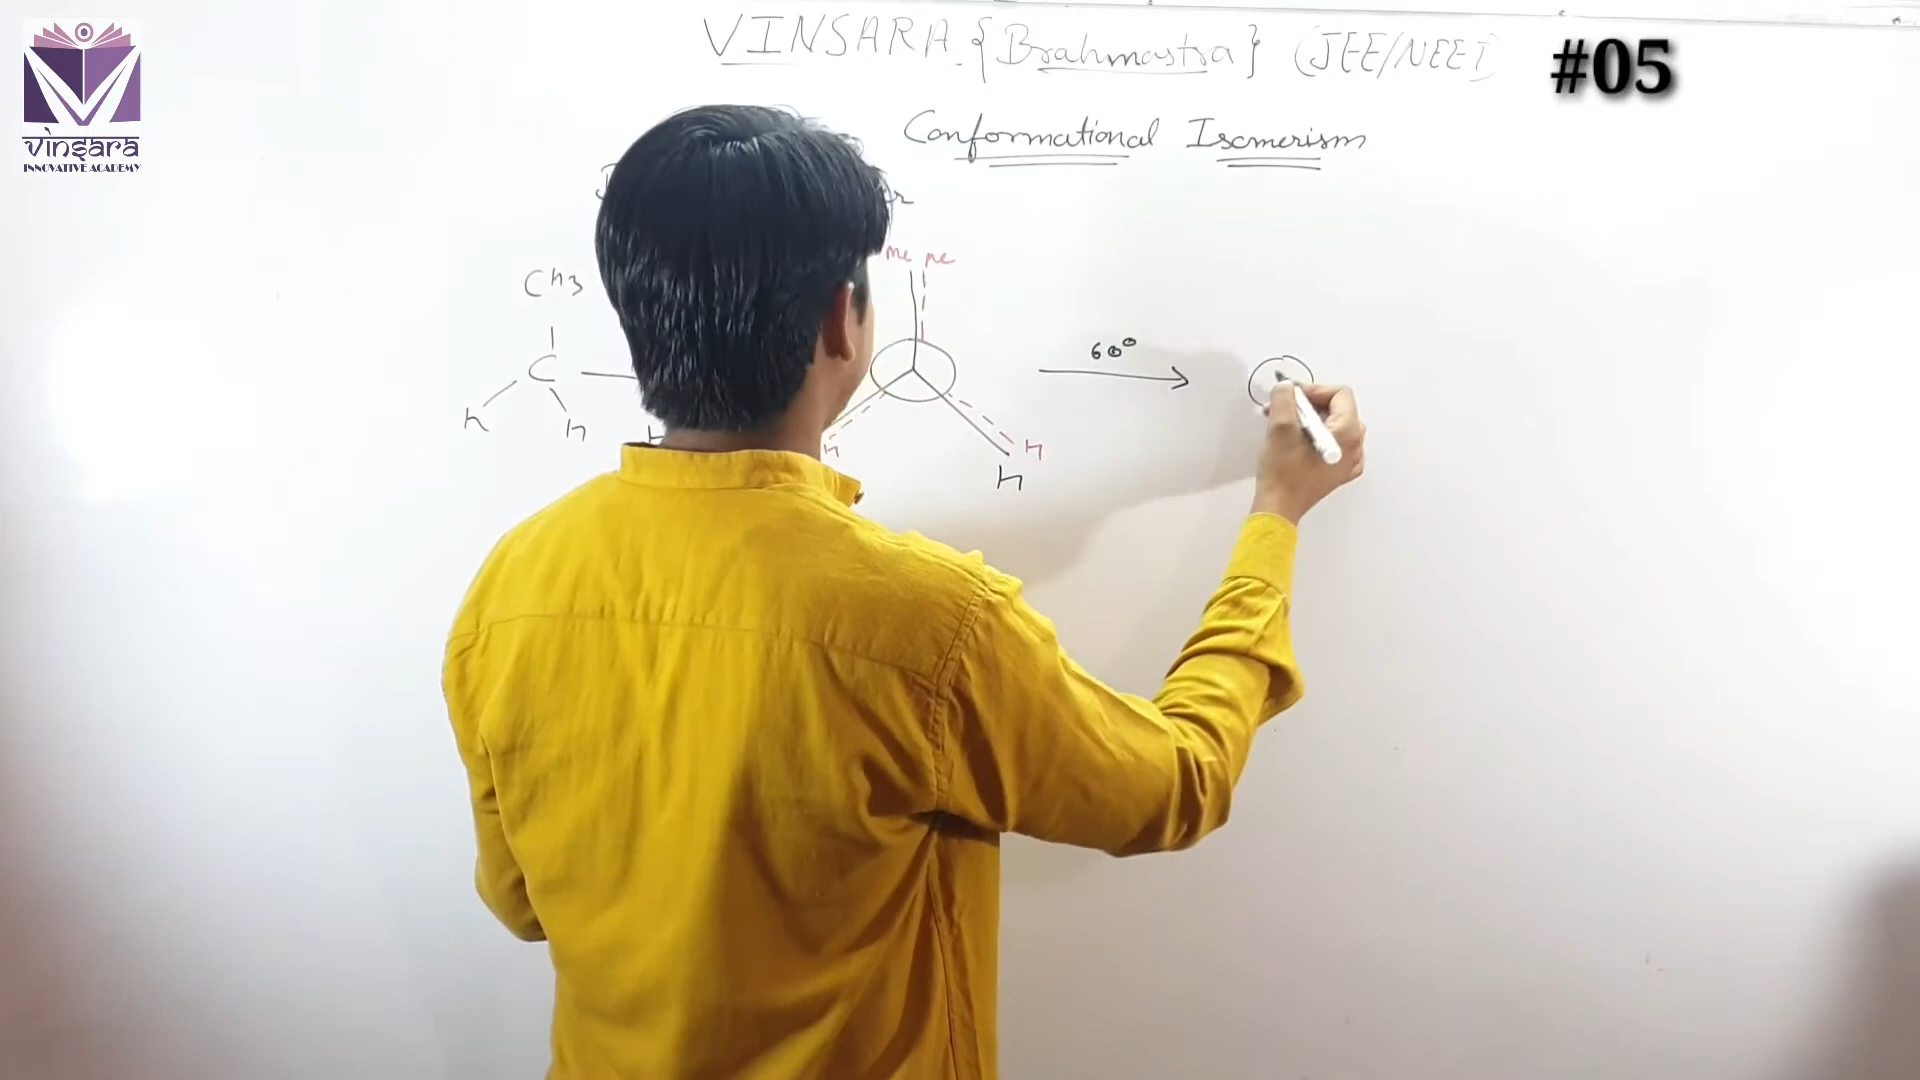 VINSARA {Brahmastra} (JEE/NEET)
#05
vinsara
INNOVATIVE ACADEMY
Conformational Isomerism
me me
CH3
60°
C
H
H
H
H
H
H